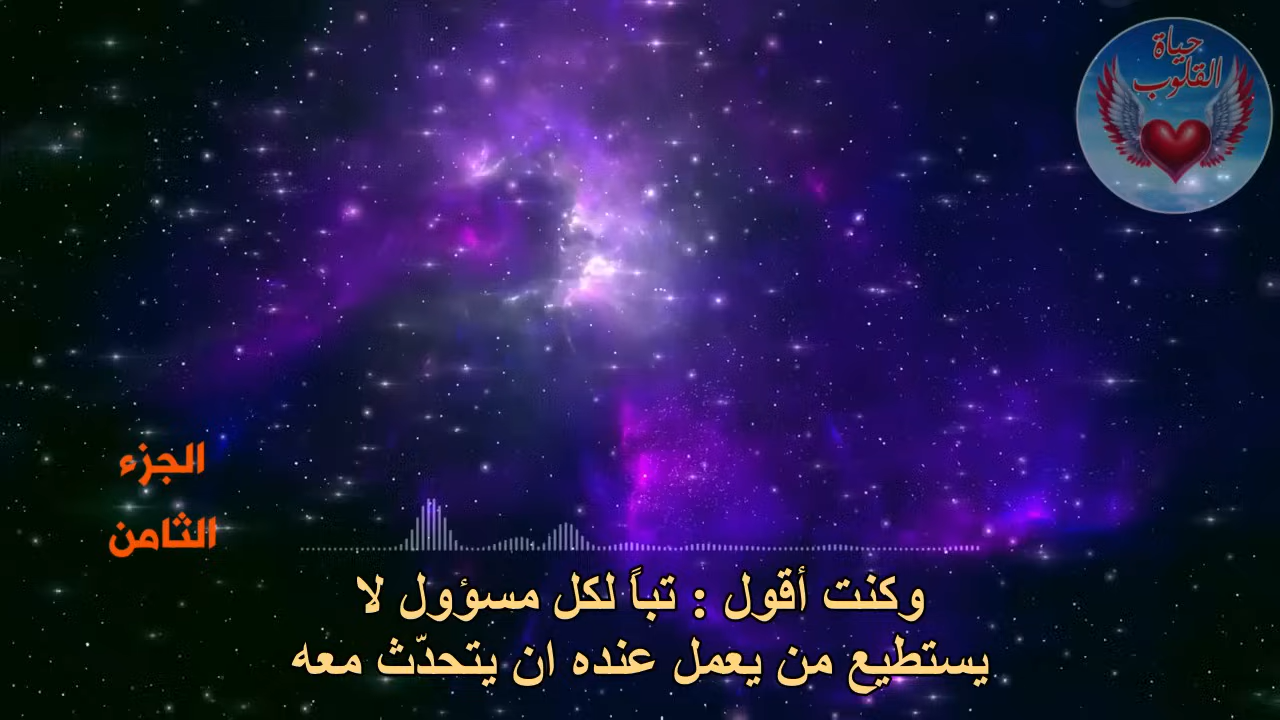 حياة
القلوب
الجزء
الثامن
وكنت أقول : تباً لكل مسؤول لا
يستطيع من يعمل عنده ان يتحدّث معه